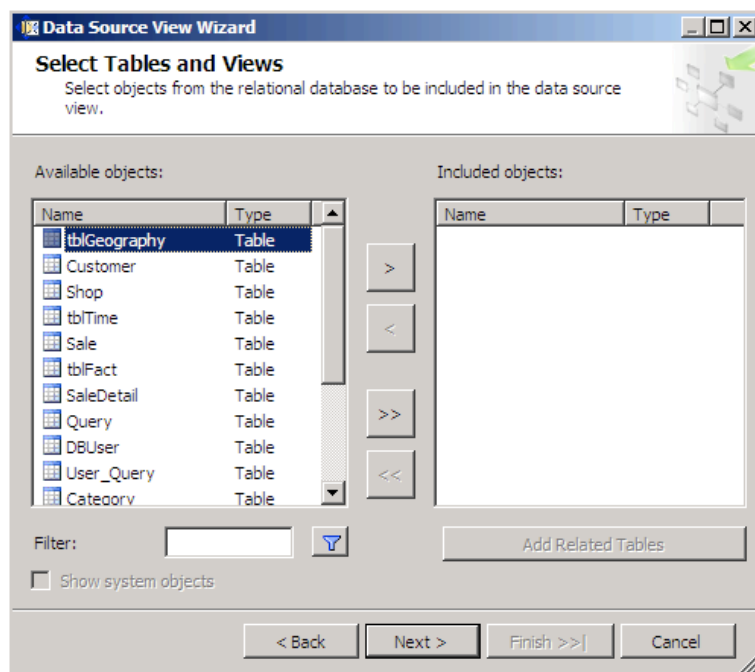 Data Source View Wizard
Select Tables and Views
Select objects from the relational database to be included in the data source
view.
Available objects:
Included objects:
Name Type
Name Type
tblGeography Table
Customer Table
>
Shop Table
tblTime Table
<
Sale Table
tblFact Table
SaleDetail Table
>>
Query Table
DBUser Table
User_Query Table
<<
Category Table
Filter:
Add Related Tables
Show system objects
< Back Next > Finish >>| Cancel